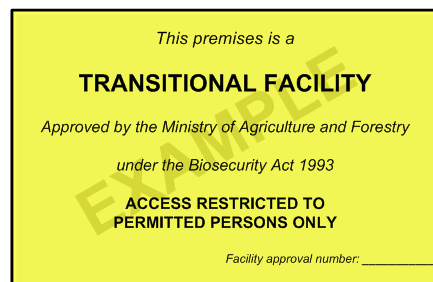 This premises is a
TRANSITIONAL FACILITY
Approved by the Ministry of Agriculture and Forestry
under the Biosecurity Act 1993
EXAMPLE
ACCESS RESTRICTED TO
PERMITTED PERSONS ONLY
Facility approval number: ___________